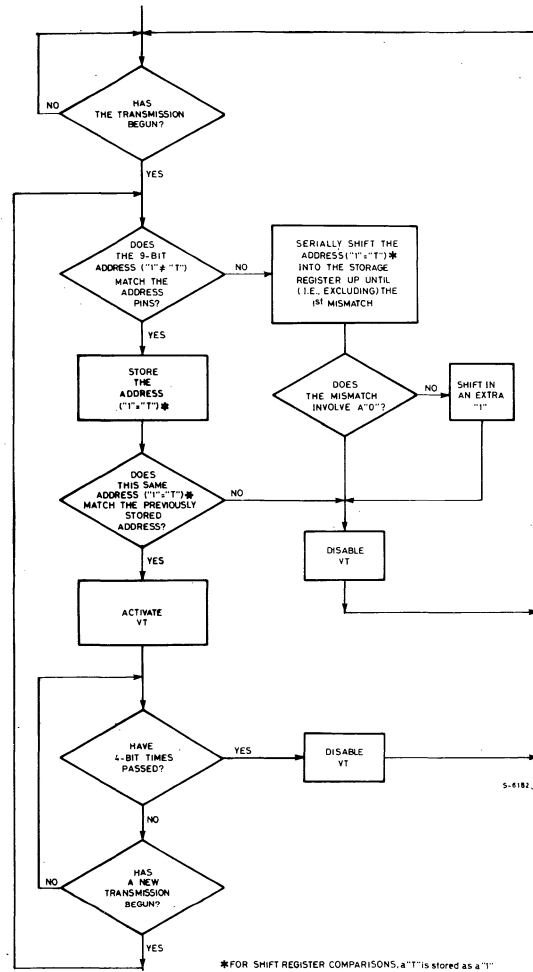 HAS
THE TRANSMISSION
BEGUN?
NO
YES
DOES
THE 9-BIT
ADDRESS ("1"≠"T")
MATCH THE
ADDRESS
PINS?
NO
YES
SERIALLY SHIFT THE
ADDRESS("1"="T")✱
INTO THE STORAGE
REGISTER UP UNTIL
(I.E., EXCLUDING) THE
1st MISMATCH
STORE
THE
ADDRESS
("1"="T")✱
DOES
THE MISMATCH
INVOLVE A"0"?
NO
SHIFT IN
AN EXTRA
"1"
DOES
THIS SAME
ADDRESS ("1"="T")✱
MATCH THE PREVIOUSLY
STORED
ADDRESS?
NO
YES
DISABLE
VT
ACTIVATE
VT
HAVE
4-BIT TIMES
PASSED?
YES
NO
DISABLE
VT
S-6182
HAS
A NEW
TRANSMISSION
BEGUN?
NO
YES
✱FOR SHIFT REGISTER COMPARISONS, a"T"is stored as a "1"